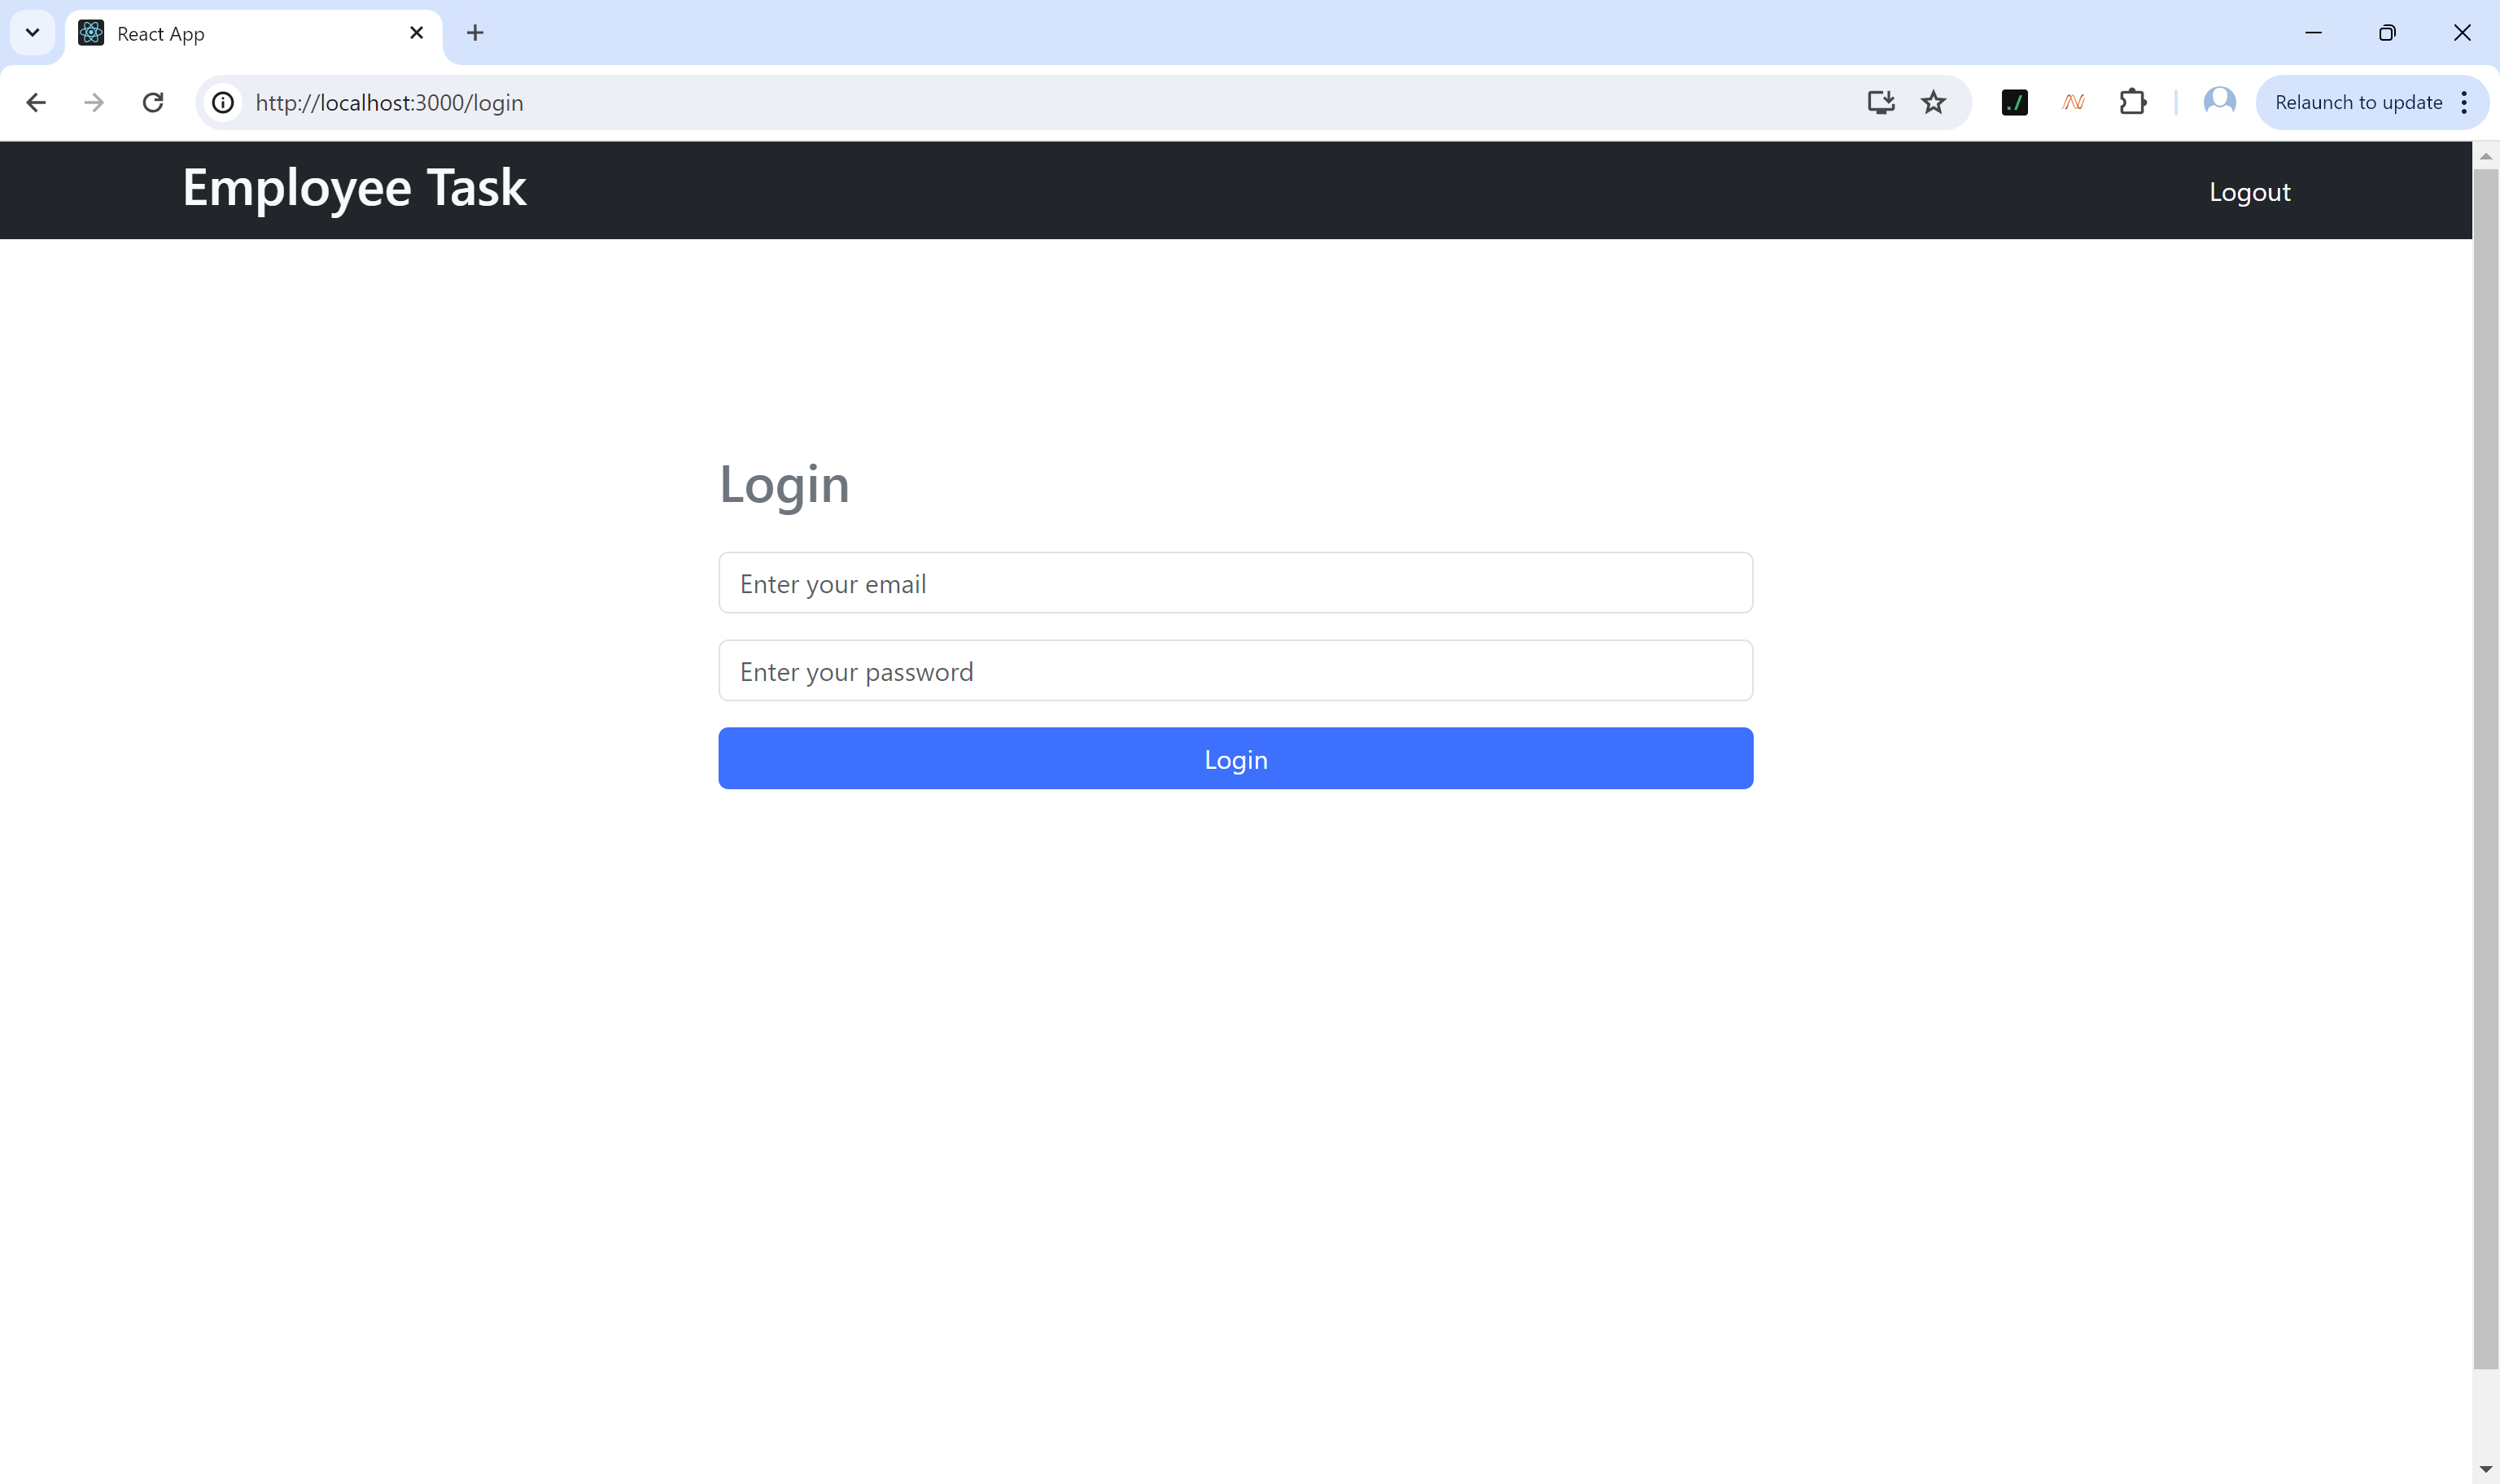 React App
http://localhost:3000/login
Relaunch to update
Employee Task
Logout
Login
Enter your email
Enter your password
Login